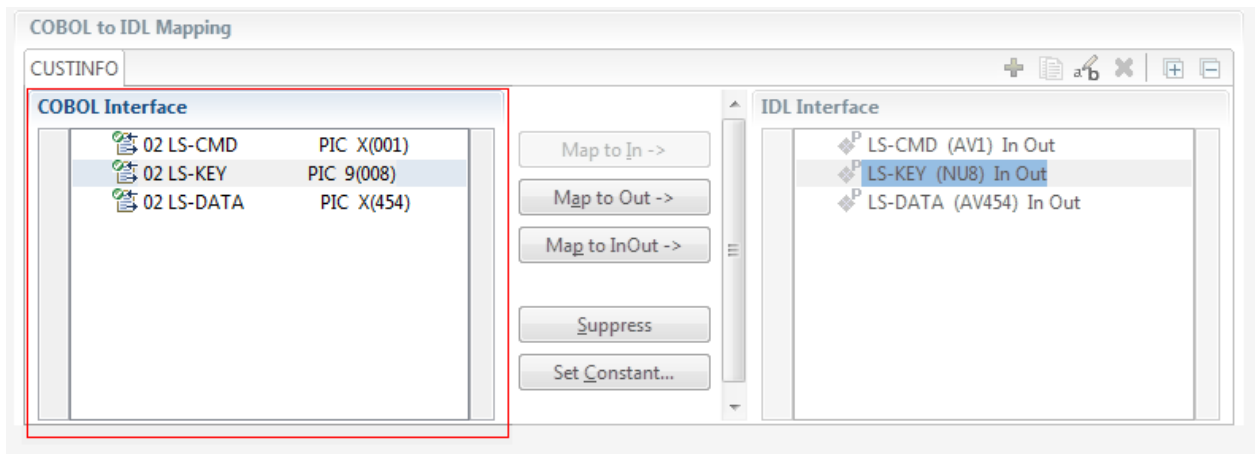 COBOL to IDL Mapping
CUSTINFO
COBOL Interface
02 LS-CMD PIC X(001)
02 LS-KEY PIC 9(008)
02 LS-DATA PIC X(454)
Map to In ->
Map to Out ->
Map to InOut ->
Suppress
Set Constant...
IDL Interface
LS-CMD (AV1) In Out
LS-KEY (NU8) In Out
LS-DATA (AV454) In Out